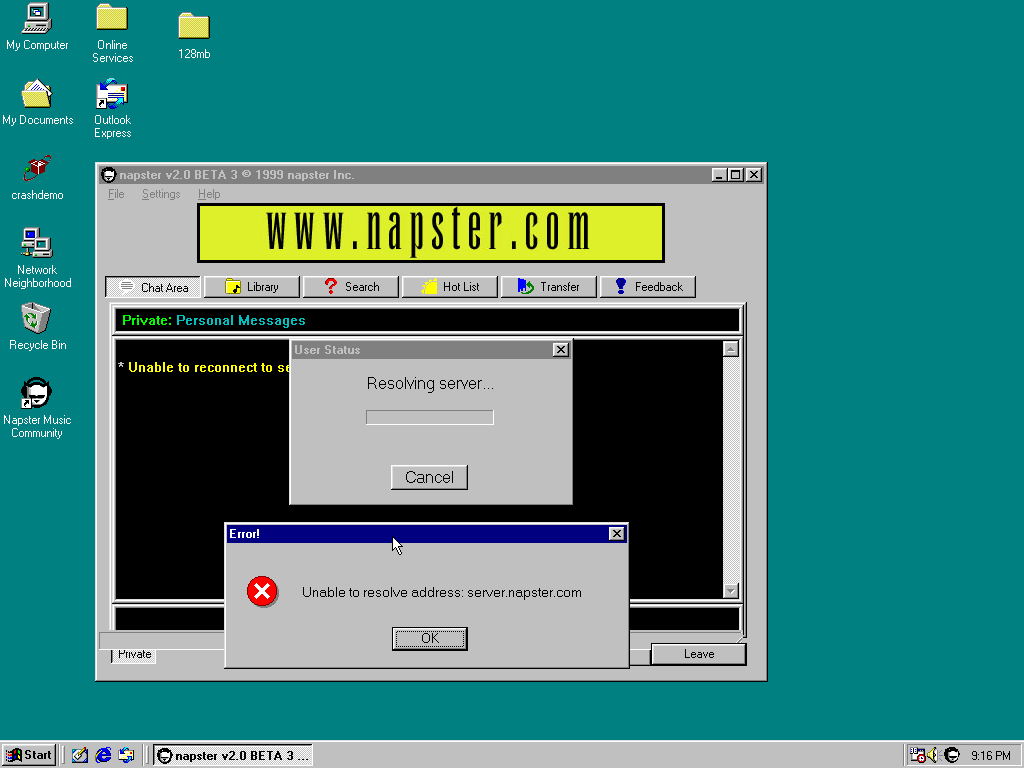 My Computer
Online
Services
128mb
My Documents
Outlook
Express
crashdemo
Network
Neighborhood
Recycle Bin
Napster Music
Community
napster v2.0 BETA 3 © 1999 napster Inc.
File Settings Help
www.napster.com
Chat Area Library Search Hot List Transfer Feedback
Private: Personal Messages
* Unable to reconnect to se
User Status
Resolving server...
Cancel
Error!
Unable to resolve address: server.napster.com
OK
Private
Leave
Start napster v2.0 BETA 3 ... 9:16 PM